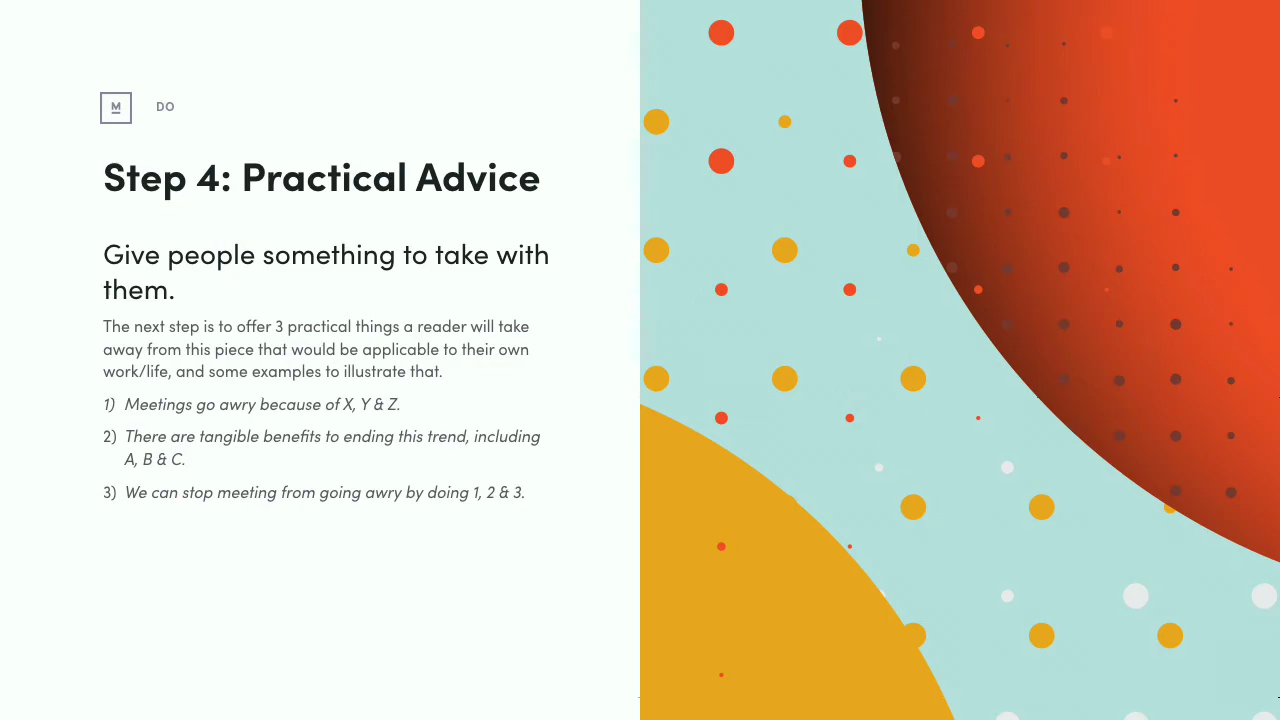 M DO
Step 4: Practical Advice
Give people something to take with
them.
The next step is to offer 3 practical things a reader will take
away from this piece that would be applicable to their own
work/life, and some examples to illustrate that.
1) Meetings go awry because of X, Y & Z.
2) There are tangible benefits to ending this trend, including
A, B & C.
3) We can stop meeting from going awry by doing 1, 2 & 3.